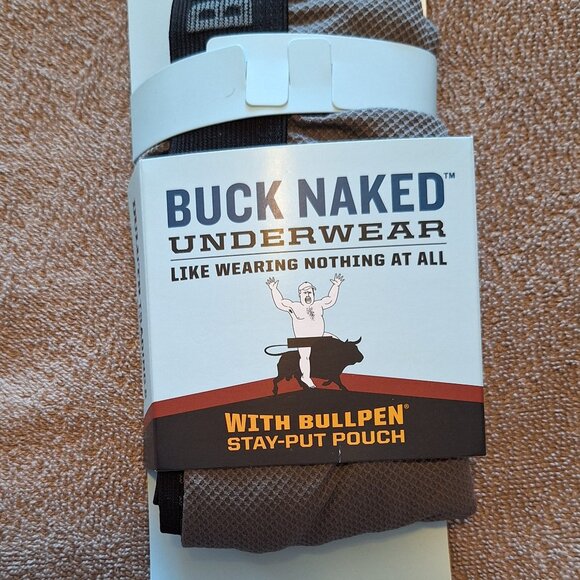 B
BUCK NAKED™
UNDERWEAR
LIKE WEARING NOTHING AT ALL
WITH BULLPEN®
STAY-PUT POUCH